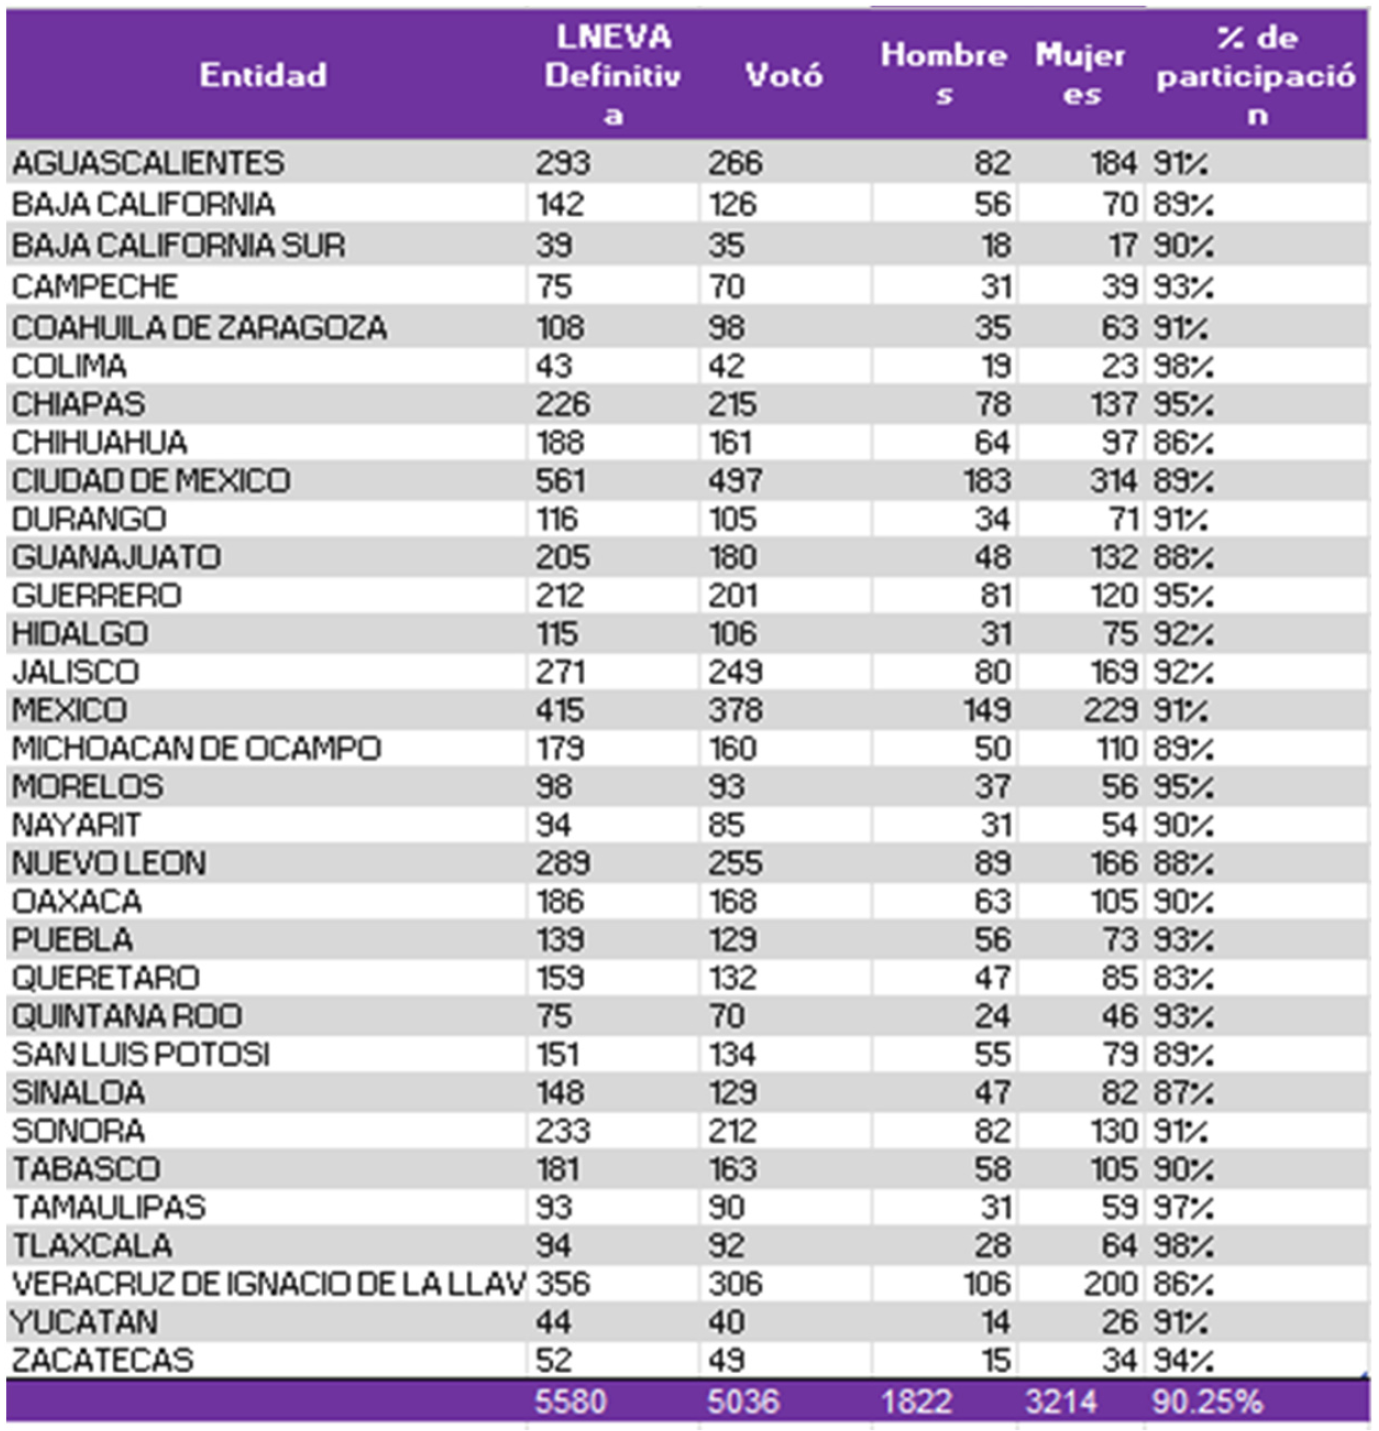 Entidad LNEVA Definitiva Votó Hombres Mujeres % de participación
AGUASCALIENTES 293 266 82 184 91%
BAJA CALIFORNIA 142 126 56 70 89%
BAJA CALIFORNIA SUR 39 35 18 17 90%
CAMPECHE 75 70 31 39 93%
COAHUILA DE ZARAGOZA 108 98 35 63 91%
COLIMA 43 42 19 23 98%
CHIAPAS 226 215 78 137 95%
CHIHUAHUA 188 161 64 97 86%
CIUDAD DE MEXICO 561 497 183 314 89%
DURANGO 116 105 34 71 91%
GUANAJUATO 205 180 48 132 88%
GUERRERO 212 201 81 120 95%
HIDALGO 115 106 31 75 92%
JALISCO 271 249 80 169 92%
MEXICO 415 378 149 229 91%
MICHOACAN DE OCAMPO 179 160 50 110 89%
MORELOS 98 93 37 56 95%
NAYARIT 94 85 31 54 90%
NUEVO LEON 289 255 89 166 88%
OAXACA 186 168 63 105 90%
PUEBLA 139 129 56 73 93%
QUERETARO 159 132 47 85 83%
QUINTANA ROO 75 70 24 46 93%
SAN LUIS POTOSI 151 134 55 79 89%
SINALOA 148 129 47 82 87%
SONORA 233 212 82 130 91%
TABASCO 181 163 58 105 90%
TAMAULIPAS 93 90 31 59 97%
TLAXCALA 94 92 28 64 98%
VERACRUZ DE IGNACIO DE LA LLAV 356 306 106 200 86%
YUCATAN 44 40 14 26 91%
ZACATECAS 52 49 15 34 94%
5580 5036 1822 3214 90.25%